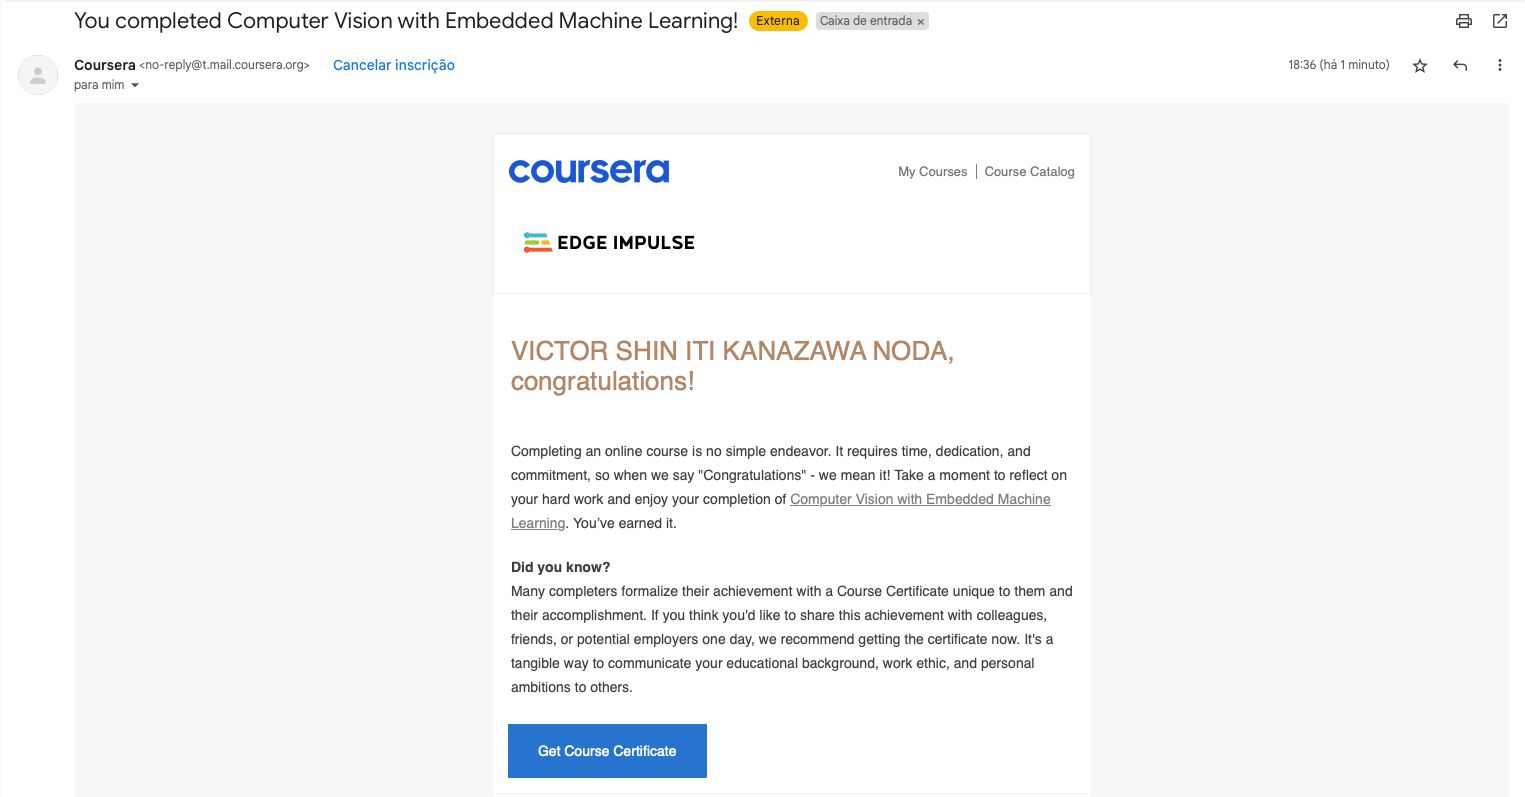 You completed Computer Vision with Embedded Machine Learning! Externa Caixa de entrada ×
Coursera <no-reply@t.mail.coursera.org> Cancelar inscrição 18:36 (há 1 minuto)
para mim
coursera My Courses | Course Catalog
EDGE IMPULSE
VICTOR SHIN ITI KANAZAWA NODA,
congratulations!
Completing an online course is no simple endeavor. It requires time, dedication, and
commitment, so when we say "Congratulations" - we mean it! Take a moment to reflect on
your hard work and enjoy your completion of Computer Vision with Embedded Machine
Learning. You’ve earned it.
Did you know?
Many completers formalize their achievement with a Course Certificate unique to them and
their accomplishment. If you think you'd like to share this achievement with colleagues,
friends, or potential employers one day, we recommend getting the certificate now. It's a
tangible way to communicate your educational background, work ethic, and personal
ambitions to others.
Get Course Certificate